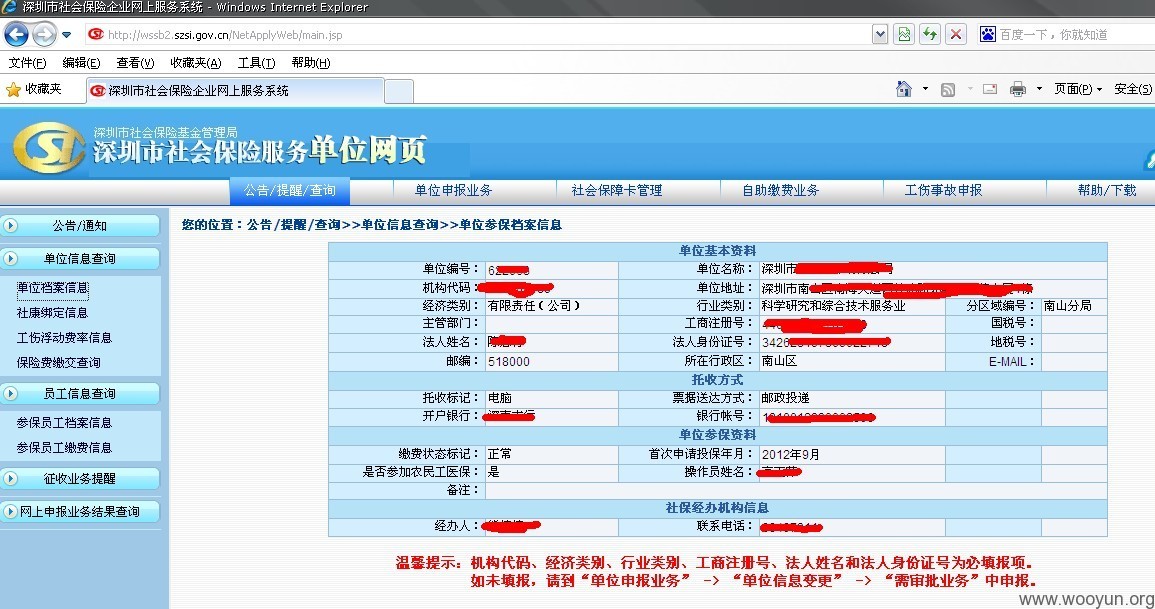 深圳市社会保险企业网上服务系统 - Windows Internet Explorer
http://wssb2.szsi.gov.cn/NetApplyWeb/main.jsp 百度一下，你就知道
文件(F) 编辑(E) 查看(V) 收藏夹(A) 工具(T) 帮助(H)
收藏夹 深圳市社会保险企业网上服务系统 页面(P) 安全(S)
深圳市社会保险基金管理局
深圳市社会保险服务单位网页
公告/提醒/查询 单位申报业务 社会保障卡管理 自助缴费业务 工伤事故申报 帮助/下载
公告/通知
单位信息查询
单位档案信息
社康绑定信息
工伤浮动费率信息
保险费缴交查询
员工信息查询
参保员工档案信息
参保员工缴费信息
征收业务提醒
网上申报业务结果查询
您的位置：公告/提醒/查询>>单位信息查询>>单位参保档案信息
单位基本资料
单位编号： 单位名称： 深圳市
机构代码： 单位地址： 深圳市南
经济类别： 有限责任（公司） 行业类别： 科学研究和综合技术服务业 分区域编号： 南山分局
主管部门： 工商注册号： 国税号：
法人姓名： 法人身份证号： 地税号：
邮编： 518000 所在行政区： 南山区 E-MAIL：
托收方式
托收标记： 电脑 票据送达方式： 邮政投递
开户银行： 银行帐号：
单位参保资料
缴费状态标记： 正常 首次申请投保年月： 2012年9月
是否参加农民工医保： 是 操作员姓名：
备注：
社保经办机构信息
经办人： 联系电话：
温馨提示：机构代码、经济类别、行业类别、工商注册号、法人姓名和法人身份证号为必填报项。
如未填报，请到“单位申报业务” -> “单位信息变更” -> “需审批业务”中申报。
www.wooyun.org